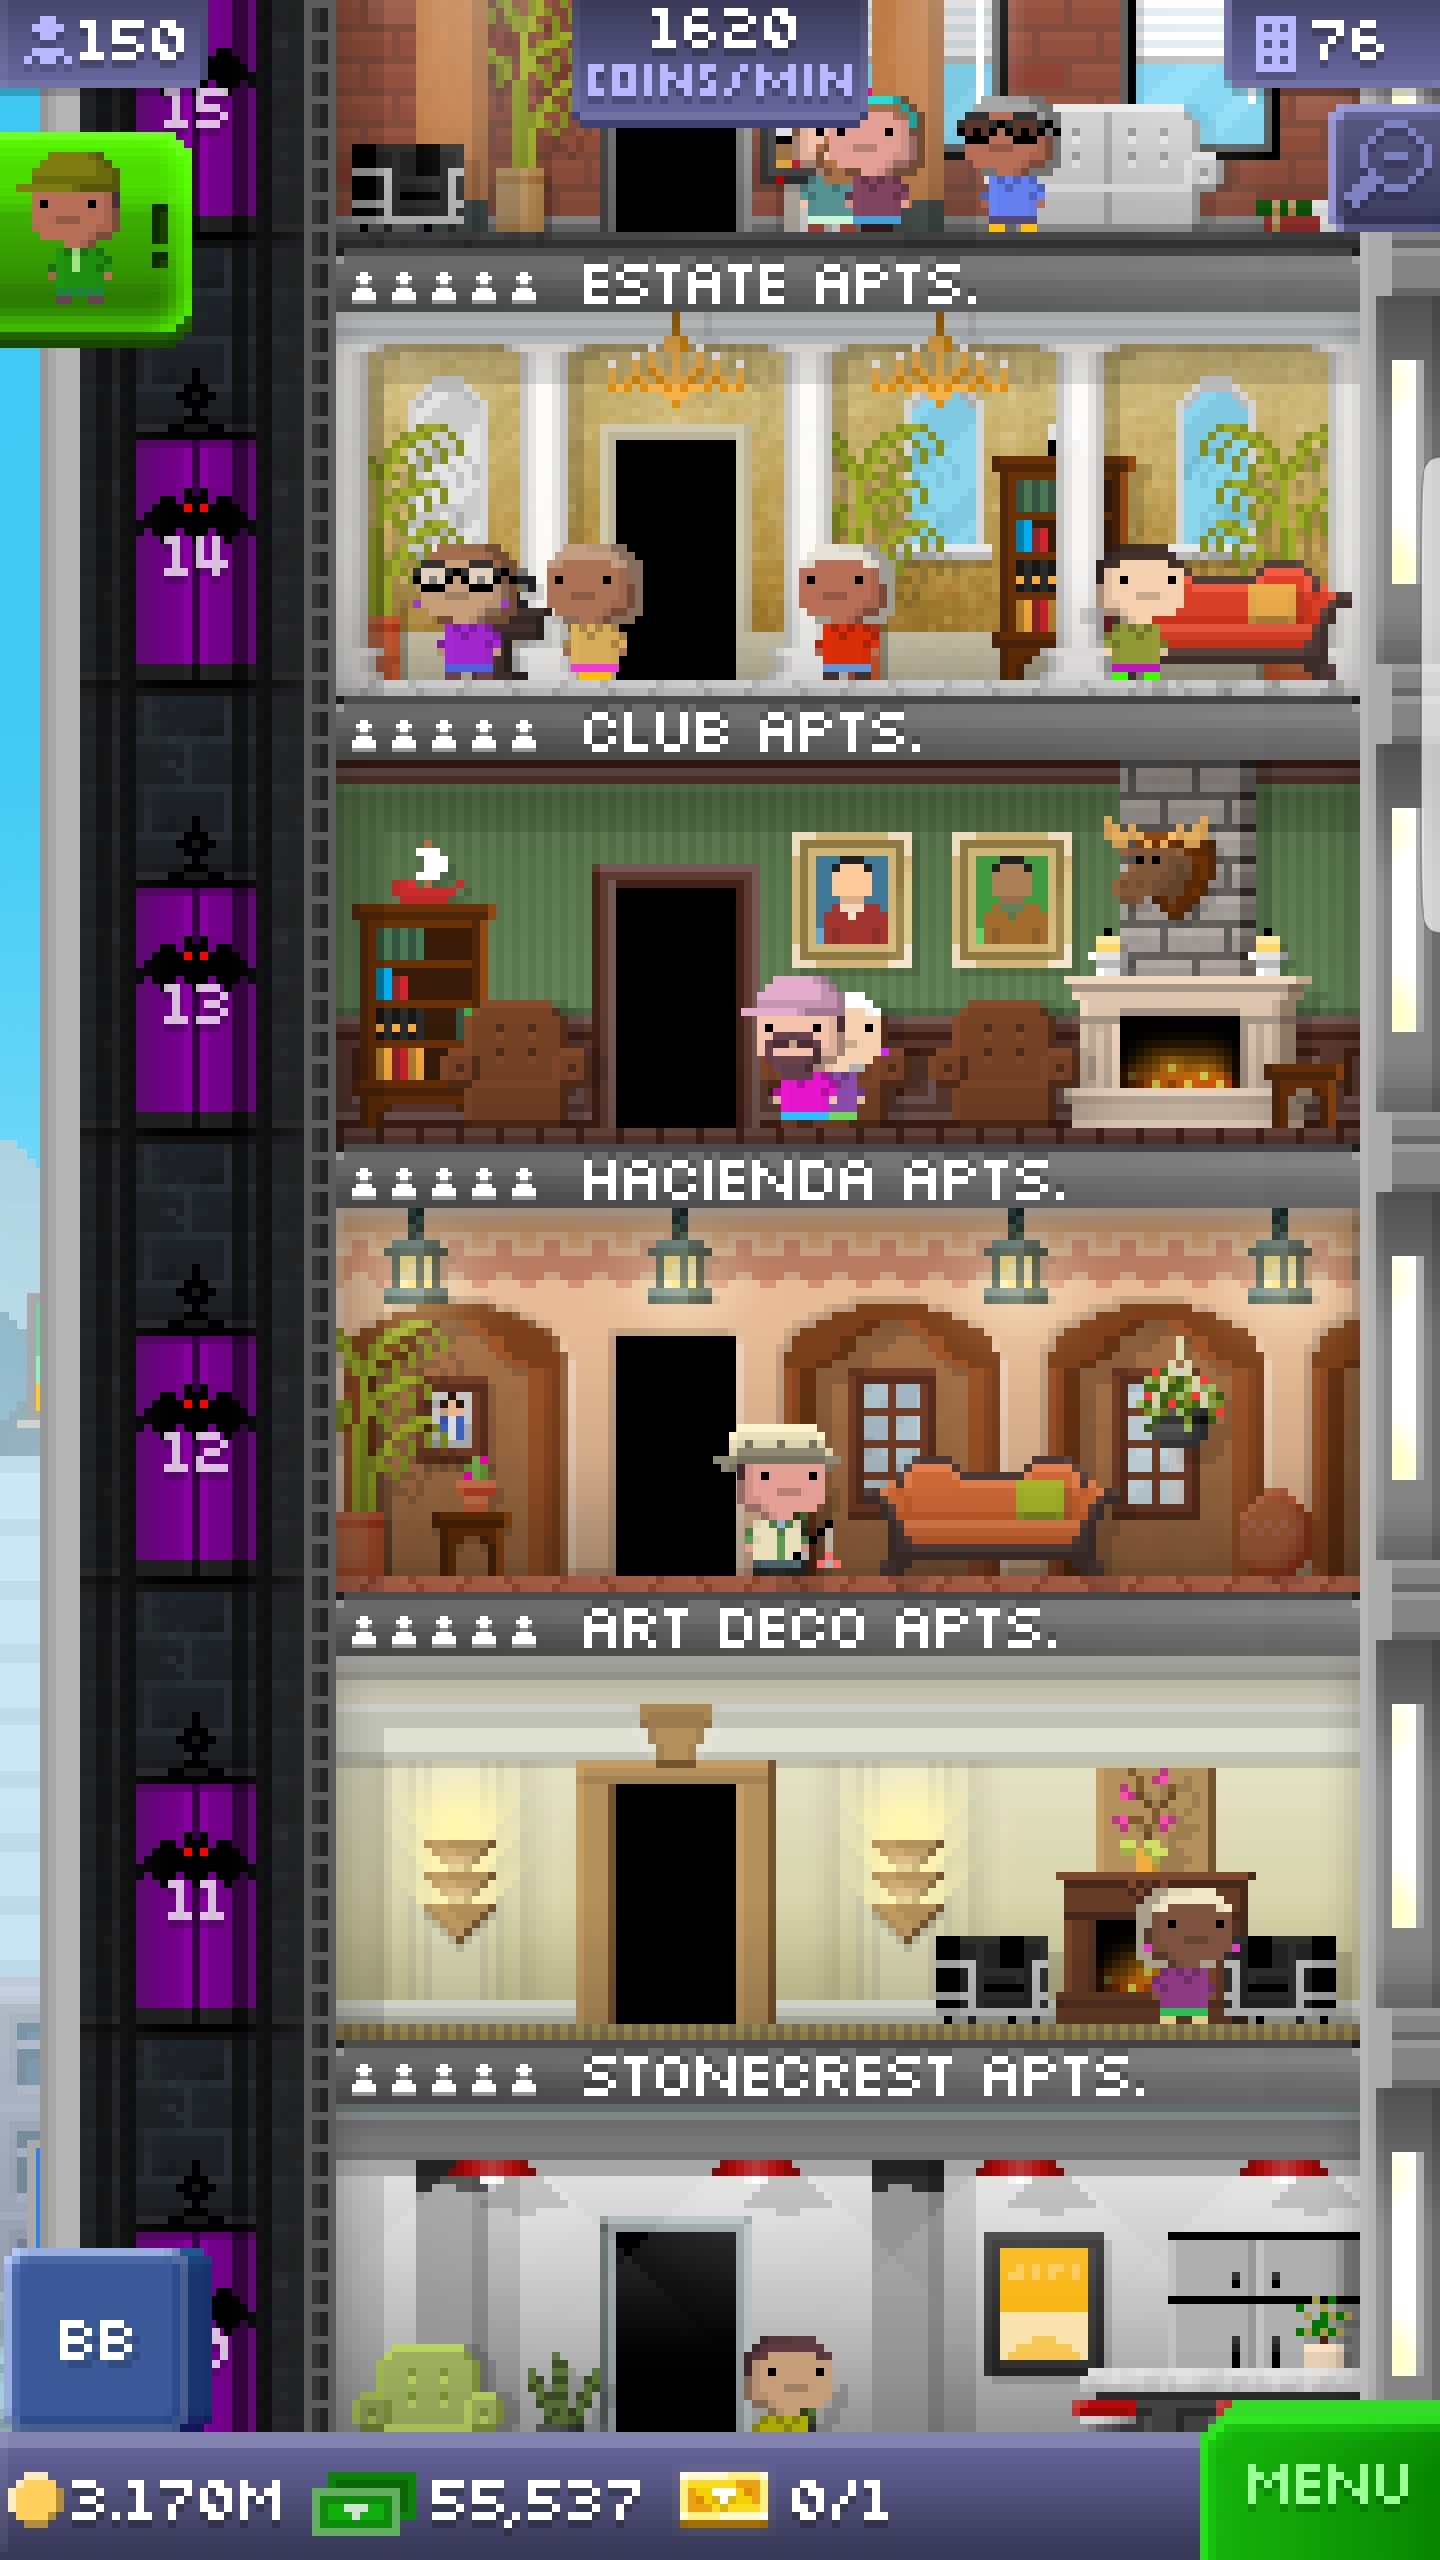 150
1620
COINS/MIN
76
15
!
ESTATE APTS.
14
CLUB APTS.
13
HACIENDA APTS.
12
ART DECO APTS.
11
STONECREST APTS.
BB
3.170M
55,537
0/1
MENU